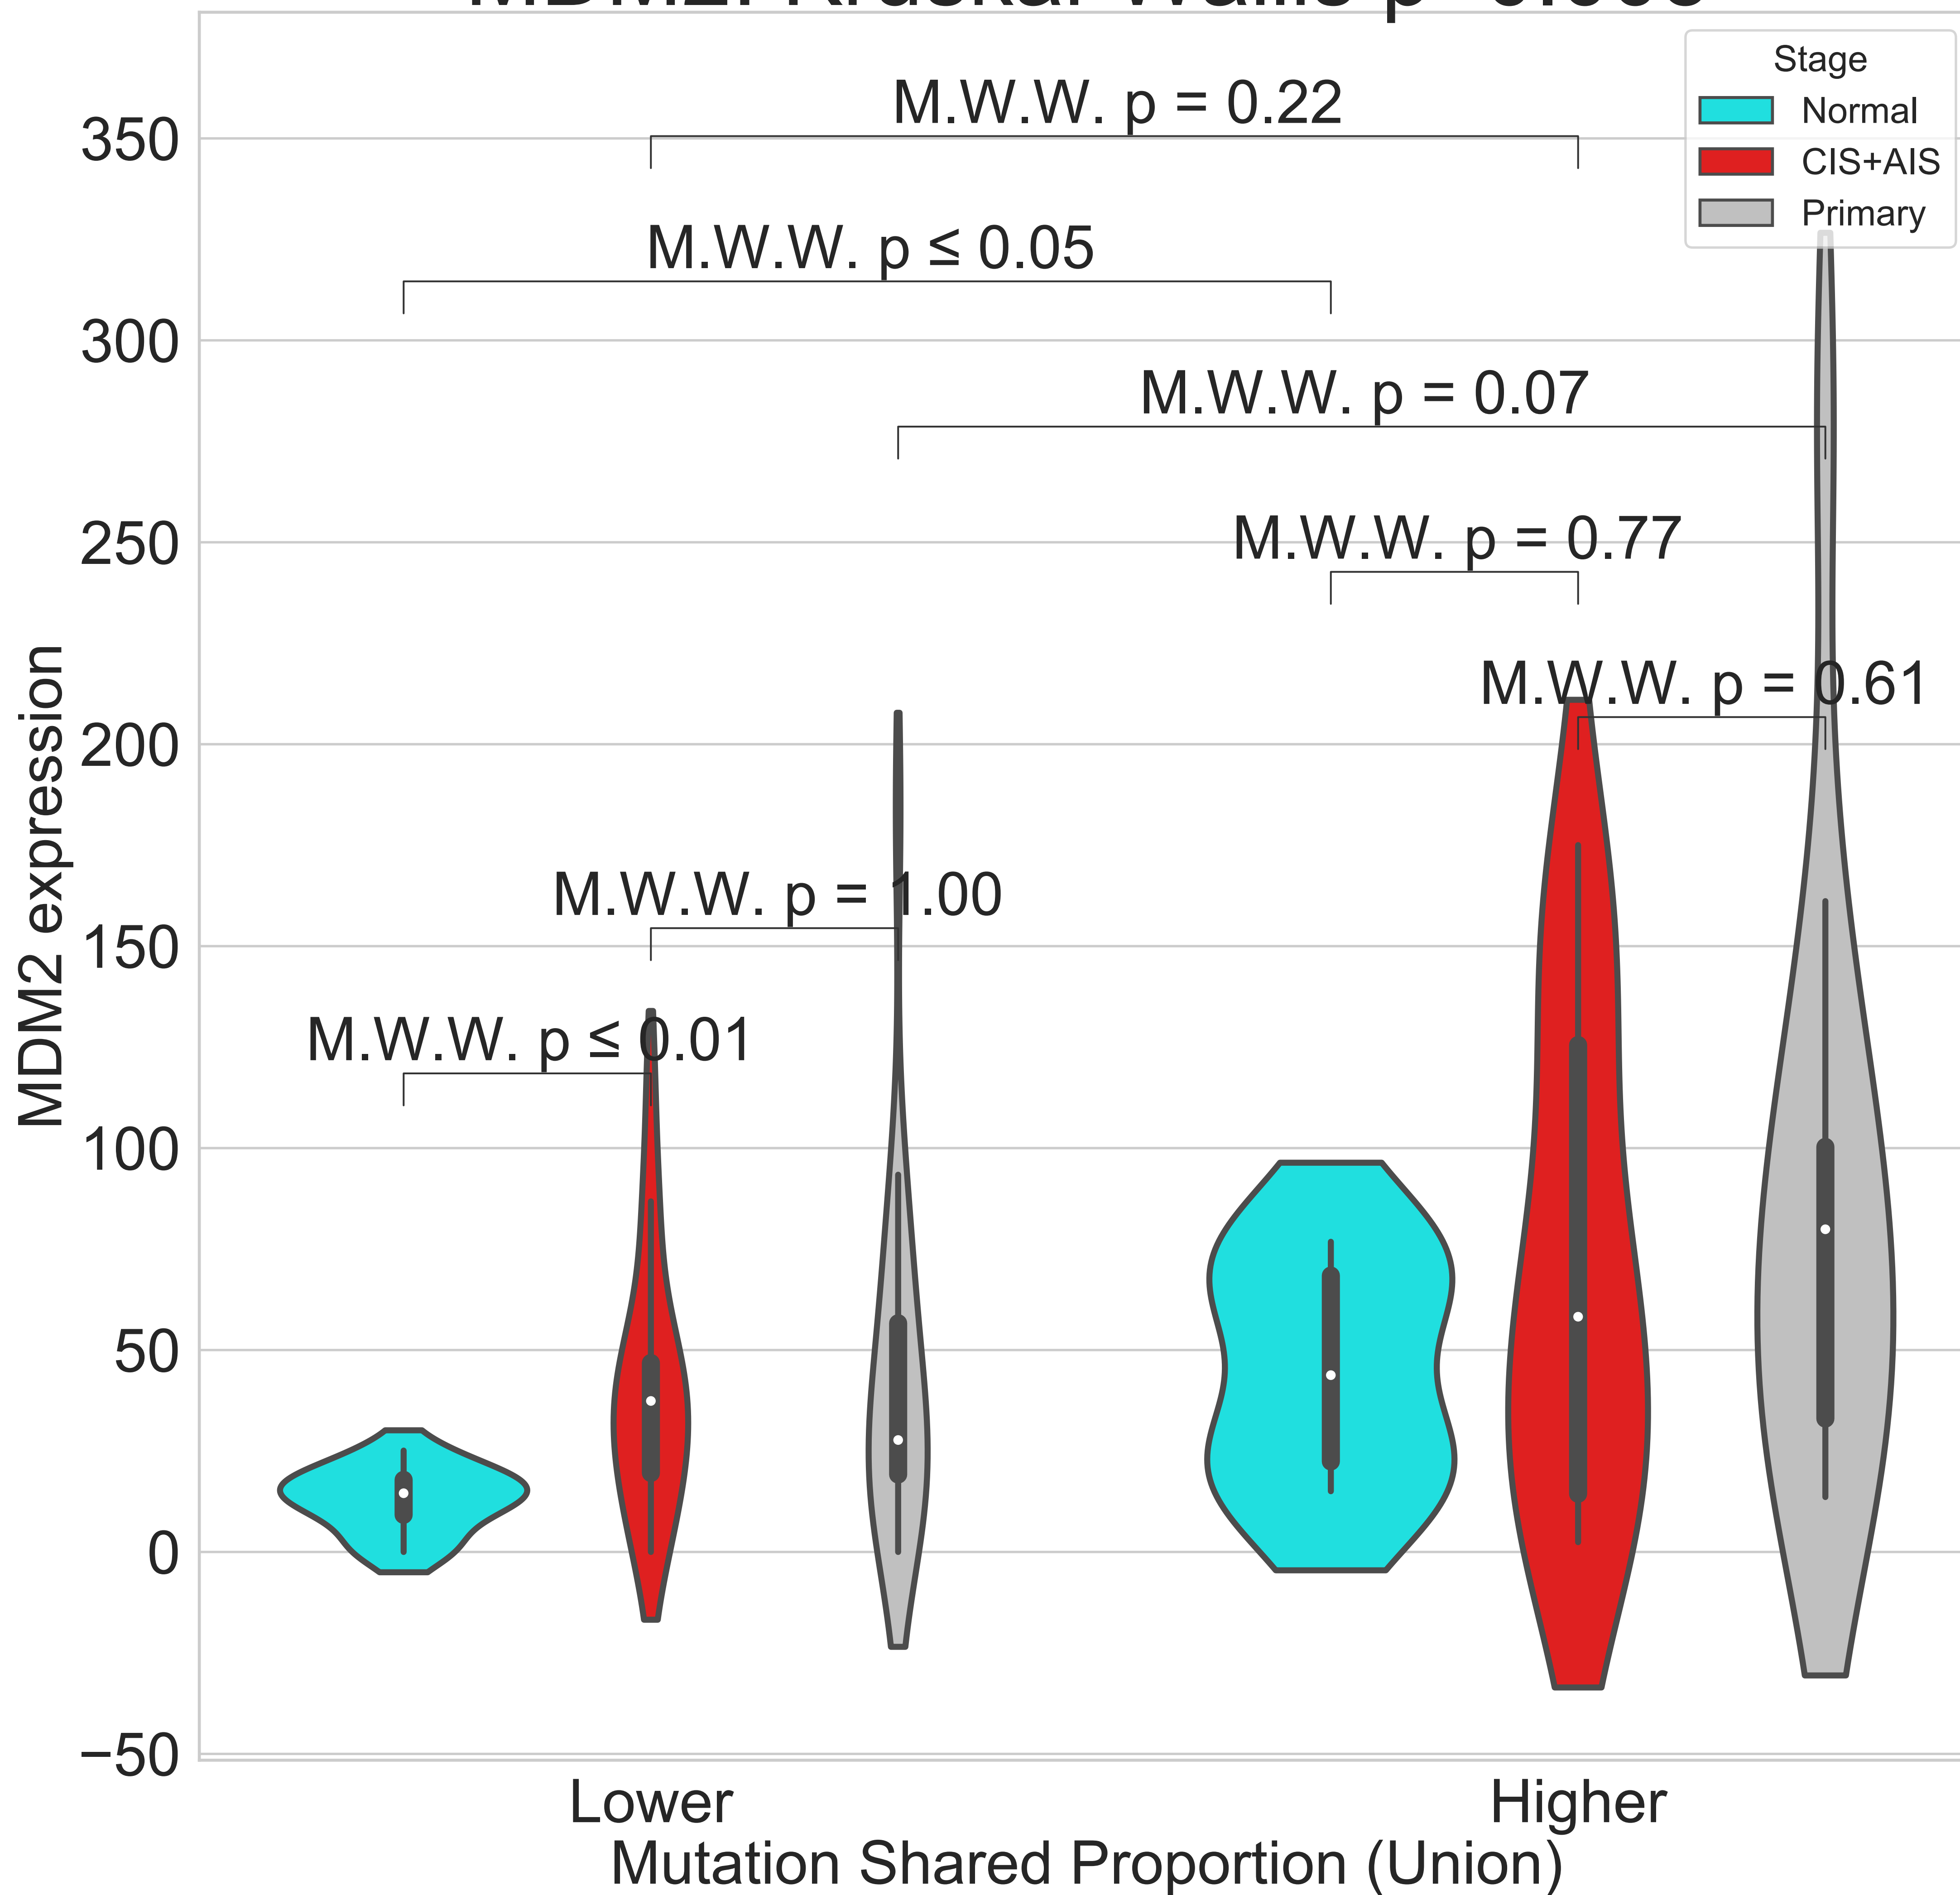 Stage
Normal
CIS+AIS
Primary
M.W.W. p = 0.22
M.W.W. p ≤ 0.05
M.W.W. p = 0.07
M.W.W. p = 0.77
M.W.W. p = 0.61
M.W.W. p = 1.00
M.W.W. p ≤ 0.01
350
300
250
200
150
100
50
0
−50
MDM2 expression
Lower
Higher
Mutation Shared Proportion (Union)